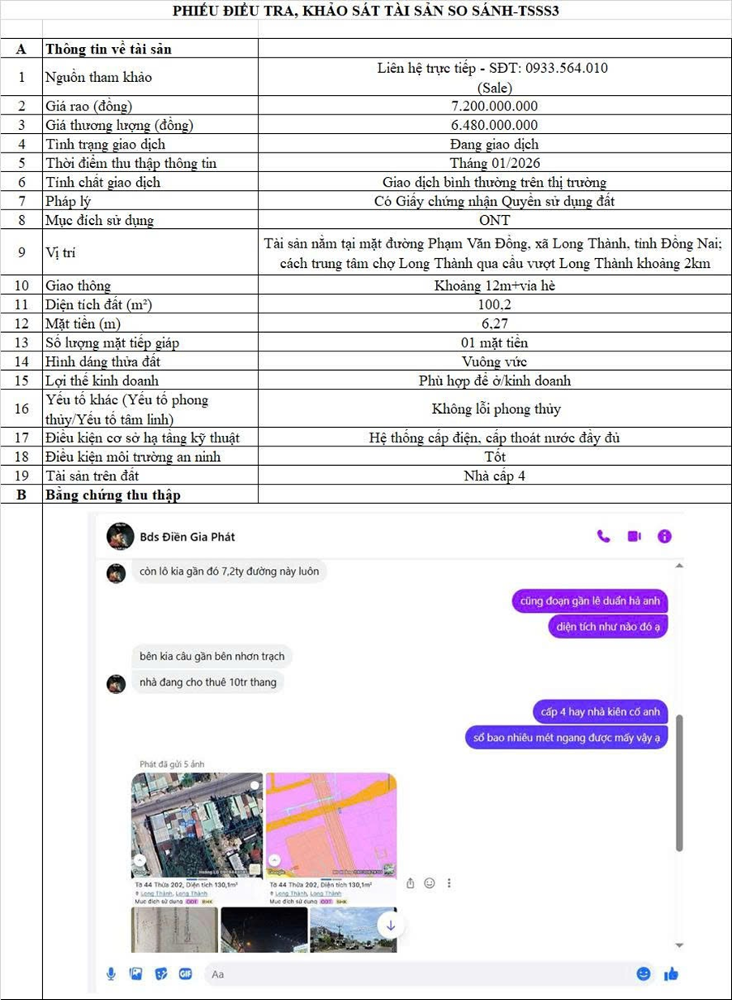 PHIẾU ĐIỀU TRA, KHẢO SÁT TÀI SẢN SO SÁNH-TSSS3
A Thông tin về tài sản
1 Nguồn tham khảo Liên hệ trực tiếp - SĐT: 0933.564.010
(Sale)
2 Giá rao (đồng) 7.200.000.000
3 Giá thương lượng (đồng) 6.480.000.000
4 Tình trạng giao dịch Đang giao dịch
5 Thời điểm thu thập thông tin Tháng 01/2026
6 Tính chất giao dịch Giao dịch bình thường trên thị trường
7 Pháp lý Có Giấy chứng nhận Quyền sử dụng đất
8 Mục đích sử dụng ONT
9 Vị trí Tài sản nằm tại mặt đường Phạm Văn Đồng, xã Long Thành, tỉnh Đồng Nai;
cách trung tâm chợ Long Thành qua cầu vượt Long Thành khoảng 2km
10 Giao thông Khoảng 12m+vỉa hè
11 Diện tích đất (m²) 100,2
12 Mặt tiền (m) 6,27
13 Số lượng mặt tiếp giáp 01 mặt tiền
14 Hình dáng thửa đất Vuông vức
15 Lợi thế kinh doanh Phù hợp để ở/kinh doanh
16 Yếu tố khác (Yếu tố phong
thủy/Yếu tố tâm linh) Không lỗi phong thủy
17 Điều kiện cơ sở hạ tầng kỹ thuật Hệ thống cấp điện, cấp thoát nước đầy đủ
18 Điều kiện môi trường an ninh Tốt
19 Tài sản trên đất Nhà cấp 4
B Bằng chứng thu thập
Bds Điền Gia Phát
còn lô kia gần đó 7,2ty đường này luôn
cũng đoạn gần lê duẩn hả anh
diện tích như nào đó ạ
bên kia câu gần bên nhơn trạch
nhà đang cho thuê 10tr thang
cấp 4 hay nhà kiên cố anh
sổ bao nhiêu mét ngang được mấy vậy ạ
Phát đã gửi 5 ảnh
Tờ 44 Thửa 202, Diện tích 130,1m² Tờ 44 Thửa 202, Diện tích 130,1m²
Long Thành, Long Thành Long Thành, Long Thành
Mục đích sử dụng ODT BHK Mục đích sử dụng ODT BHK
GIF Aa